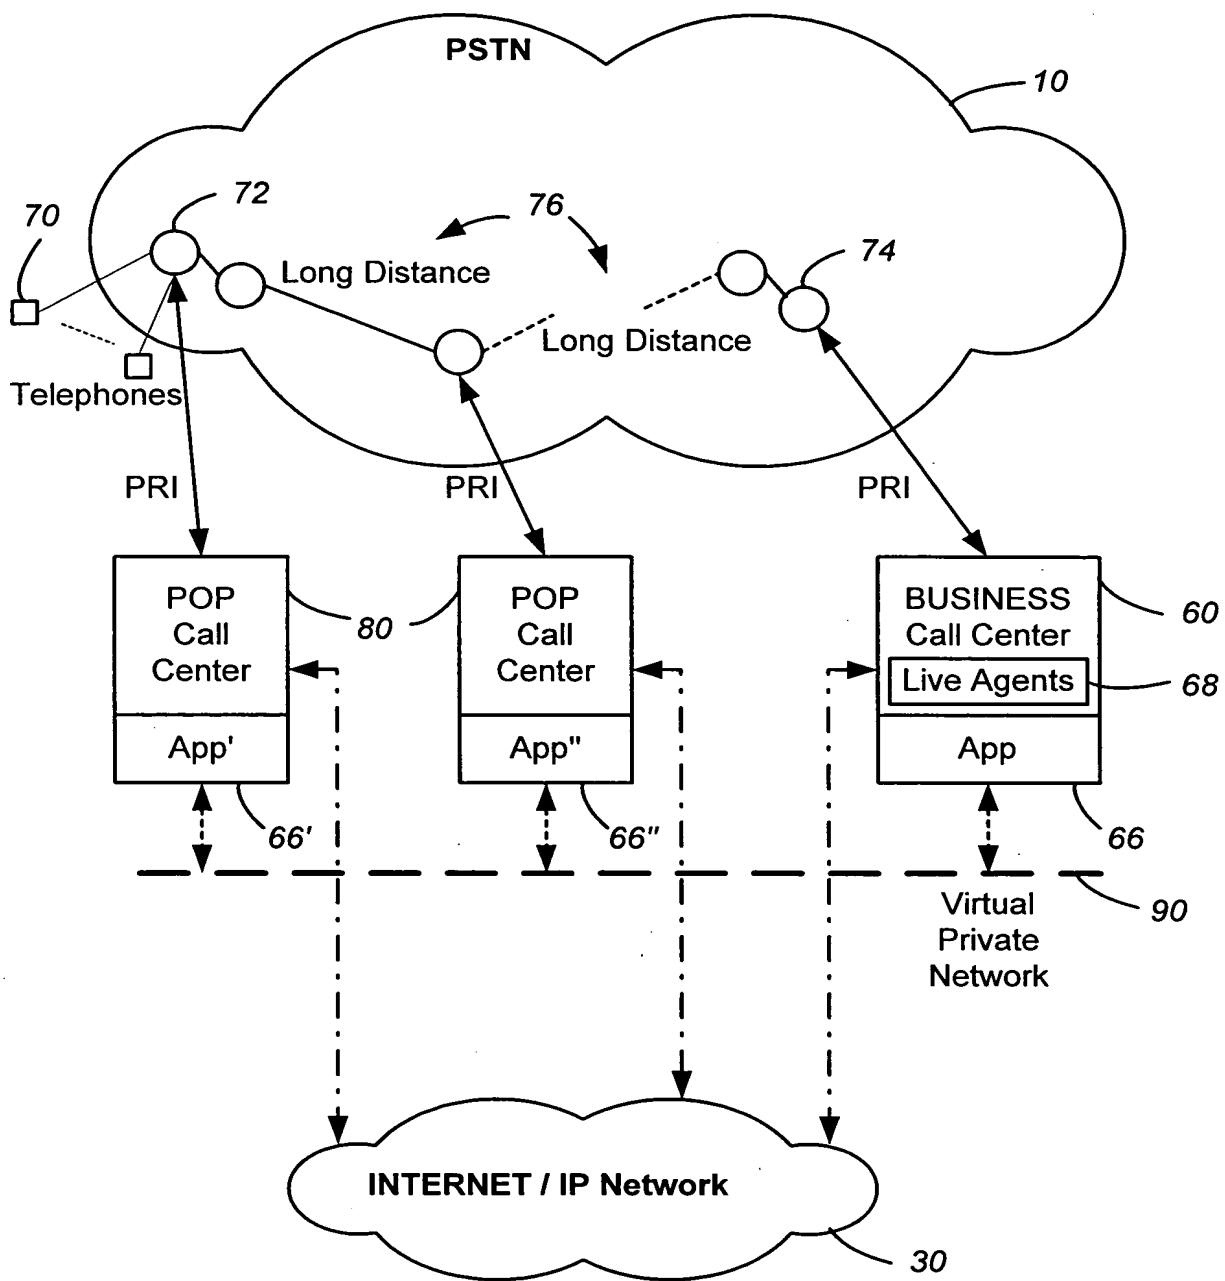 PSTN
10
72
70
76
74
Long Distance
Long Distance
Telephones
PRI
PRI
PRI
POP
Call
Center
80
POP
Call
Center
BUSINESS
Call Center
60
Live Agents
68
App'
App"
App
66'
66"
66
90
Virtual
Private
Network
INTERNET / IP Network
30